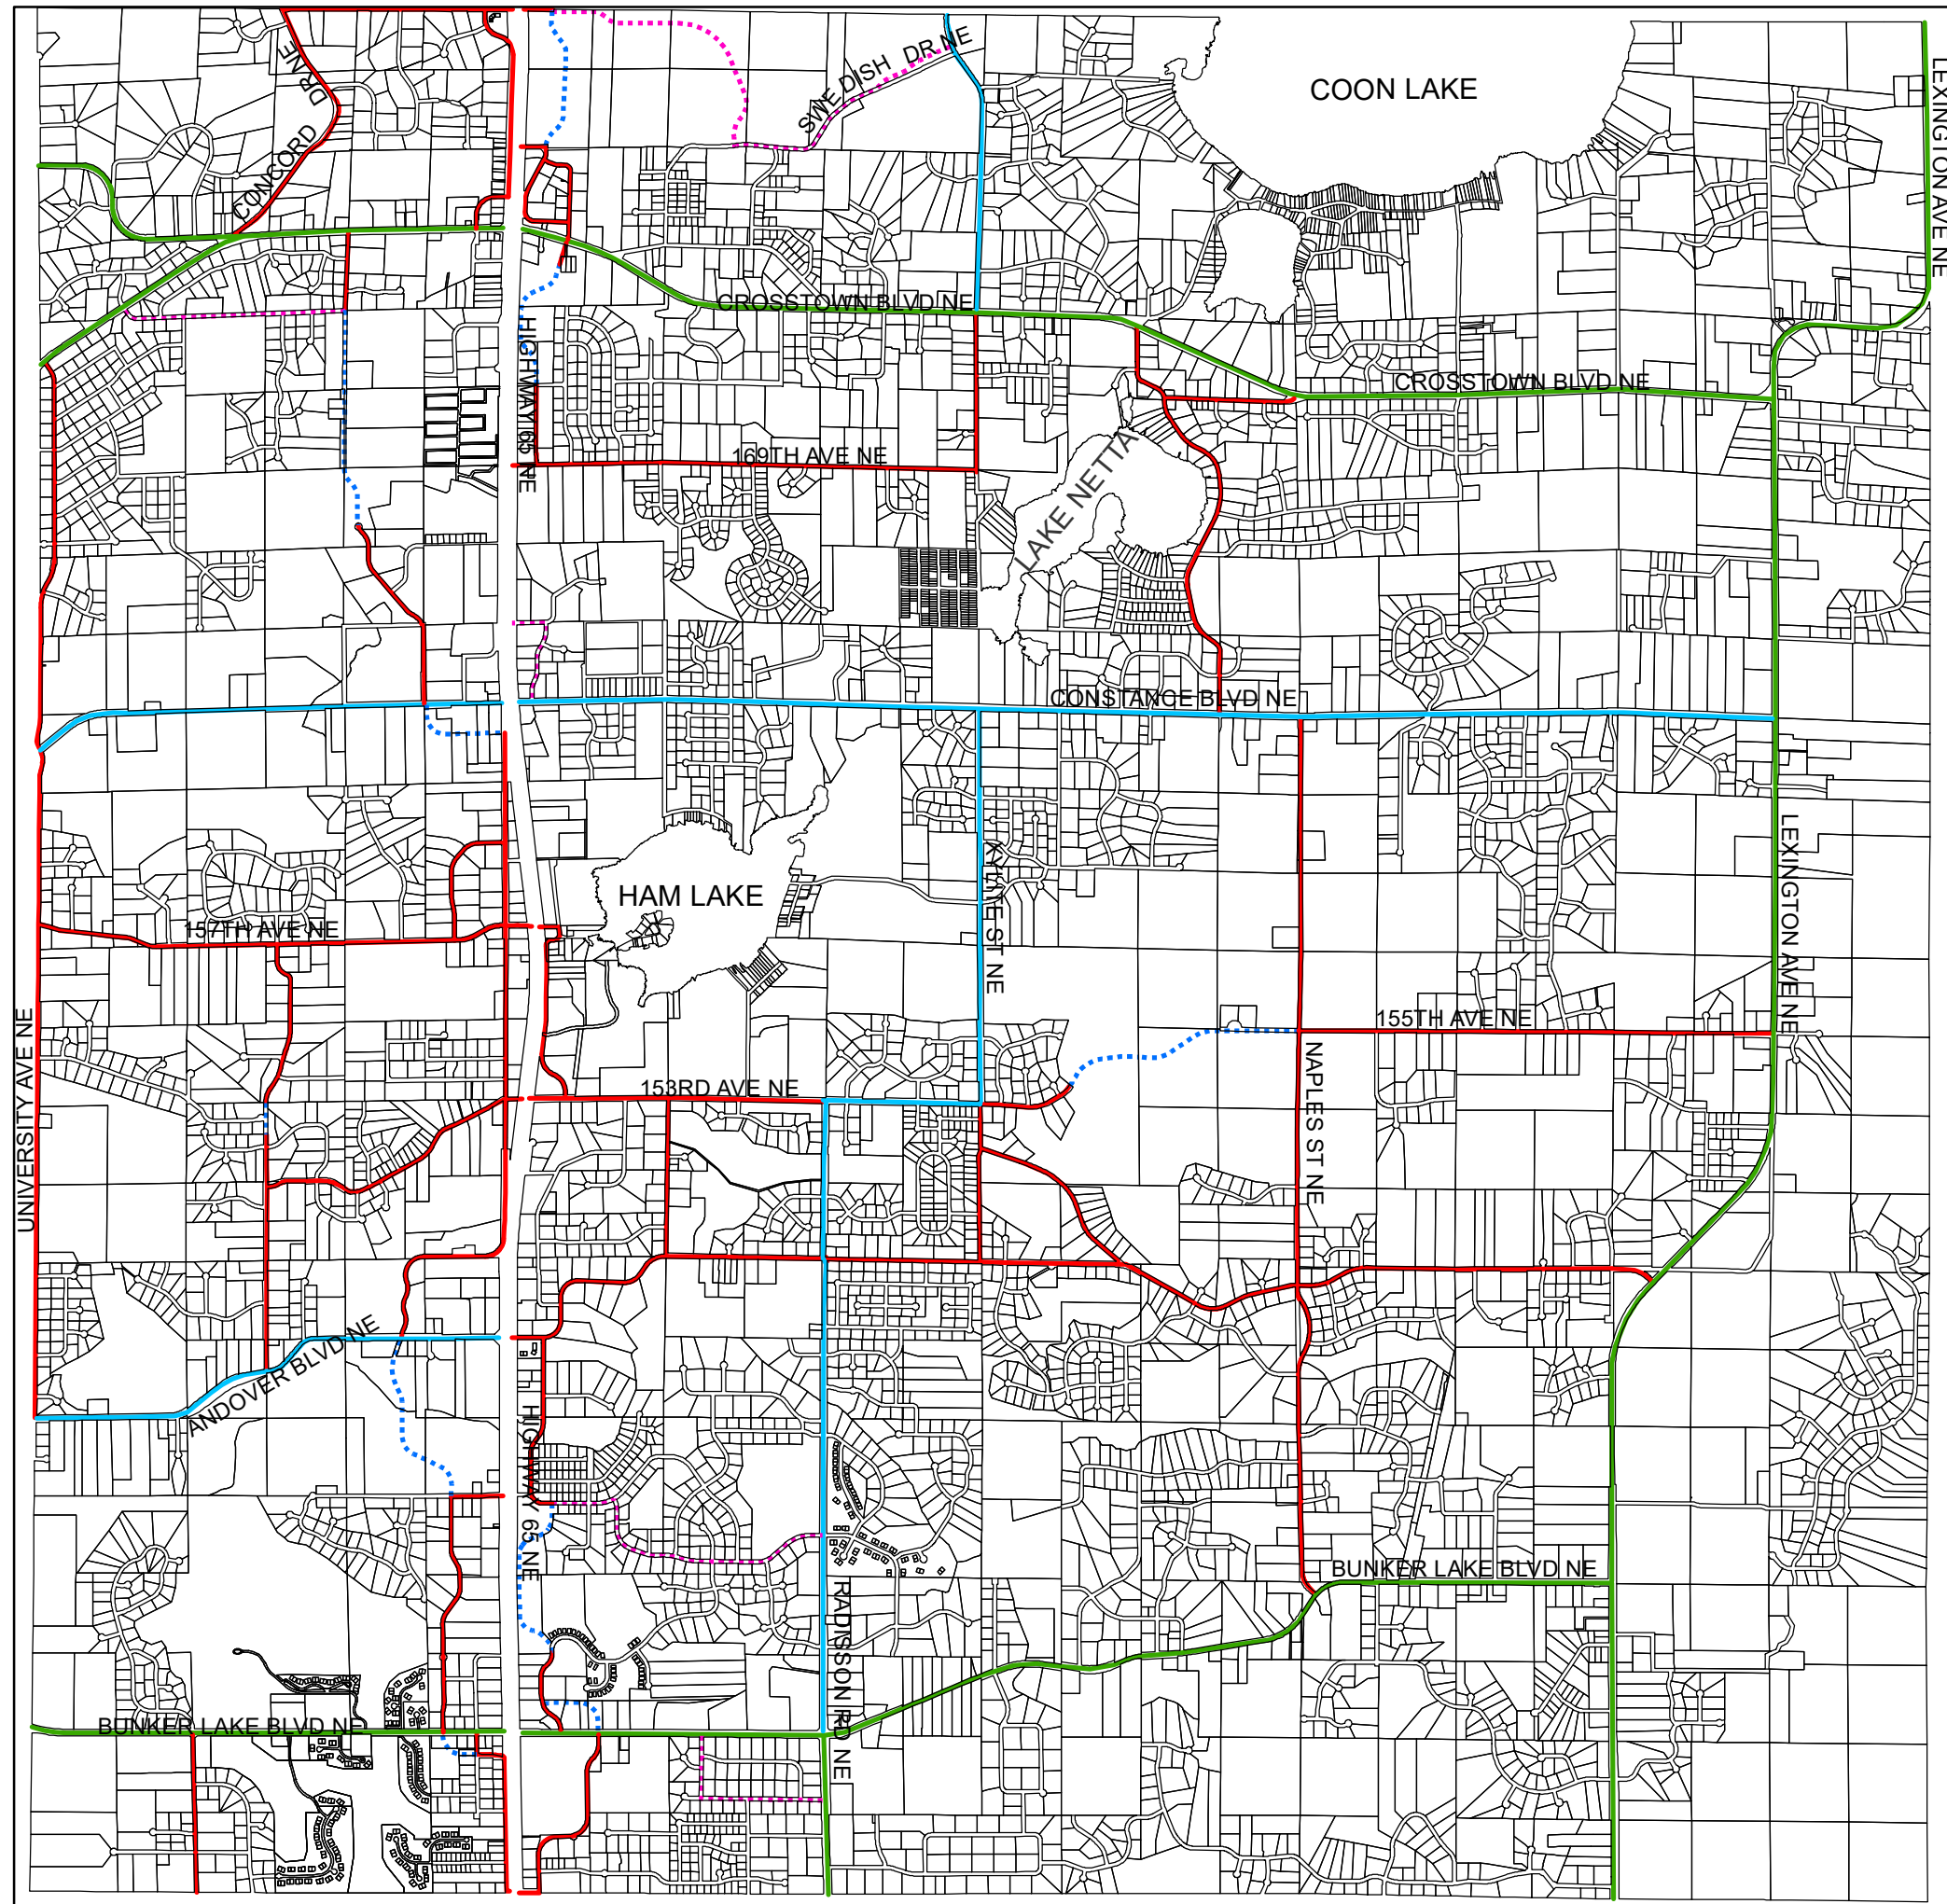 CONCORD DR NE
SWEDISH DR NE
COON LAKE
LEXINGTON AVE NE
CROSSTOWN BLVD NE
HIGHWAY 65 NE
CROSSTOWN BLVD NE
169TH AVE NE
LAKE NETTA
CONSTANCE BLVD NE
HAM LAKE
XYLITE ST NE
LEXINGTON AVE NE
157TH AVE NE
UNIVERSITY AVE NE
155TH AVE NE
153RD AVE NE
NAPLES ST NE
ANDOVER BLVD NE
HIGHWAY 65 NE
BUNKER LAKE BLVD NE
RADISSON RD NE
BUNKER LAKE BLVD NE